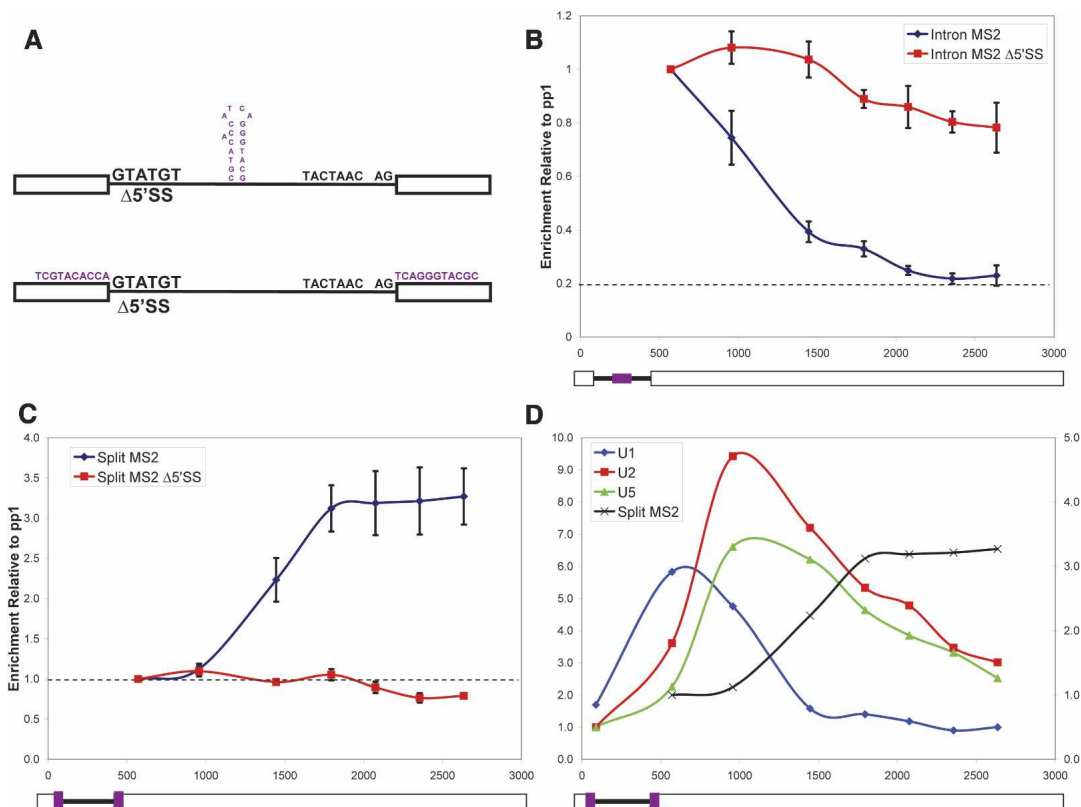 A
T C
A A
C G
C G
A
C G
A T
T A
G C
C G
GTATGT
TACTAAC AG
Δ5'SS
TCGTACACCA
TCAGGGTACGC
GTATGT
TACTAAC AG
Δ5'SS
B
Enrichment Relative to pp1
1.2
1
0.8
0.6
0.4
0.2
0
0 500 1000 1500 2000 2500 3000
Intron MS2
Intron MS2 Δ5'SS
C
Enrichment Relative to pp1
4.0
3.5
3.0
2.5
2.0
1.5
1.0
0.5
0.0
0 500 1000 1500 2000 2500 3000
Split MS2
Split MS2 Δ5'SS
D
10.0
9.0
8.0
7.0
6.0
5.0
4.0
3.0
2.0
1.0
0.0
0 500 1000 1500 2000 2500 3000
U1
U2
U5
Split MS2
5.0
4.0
3.0
2.0
1.0
0.0